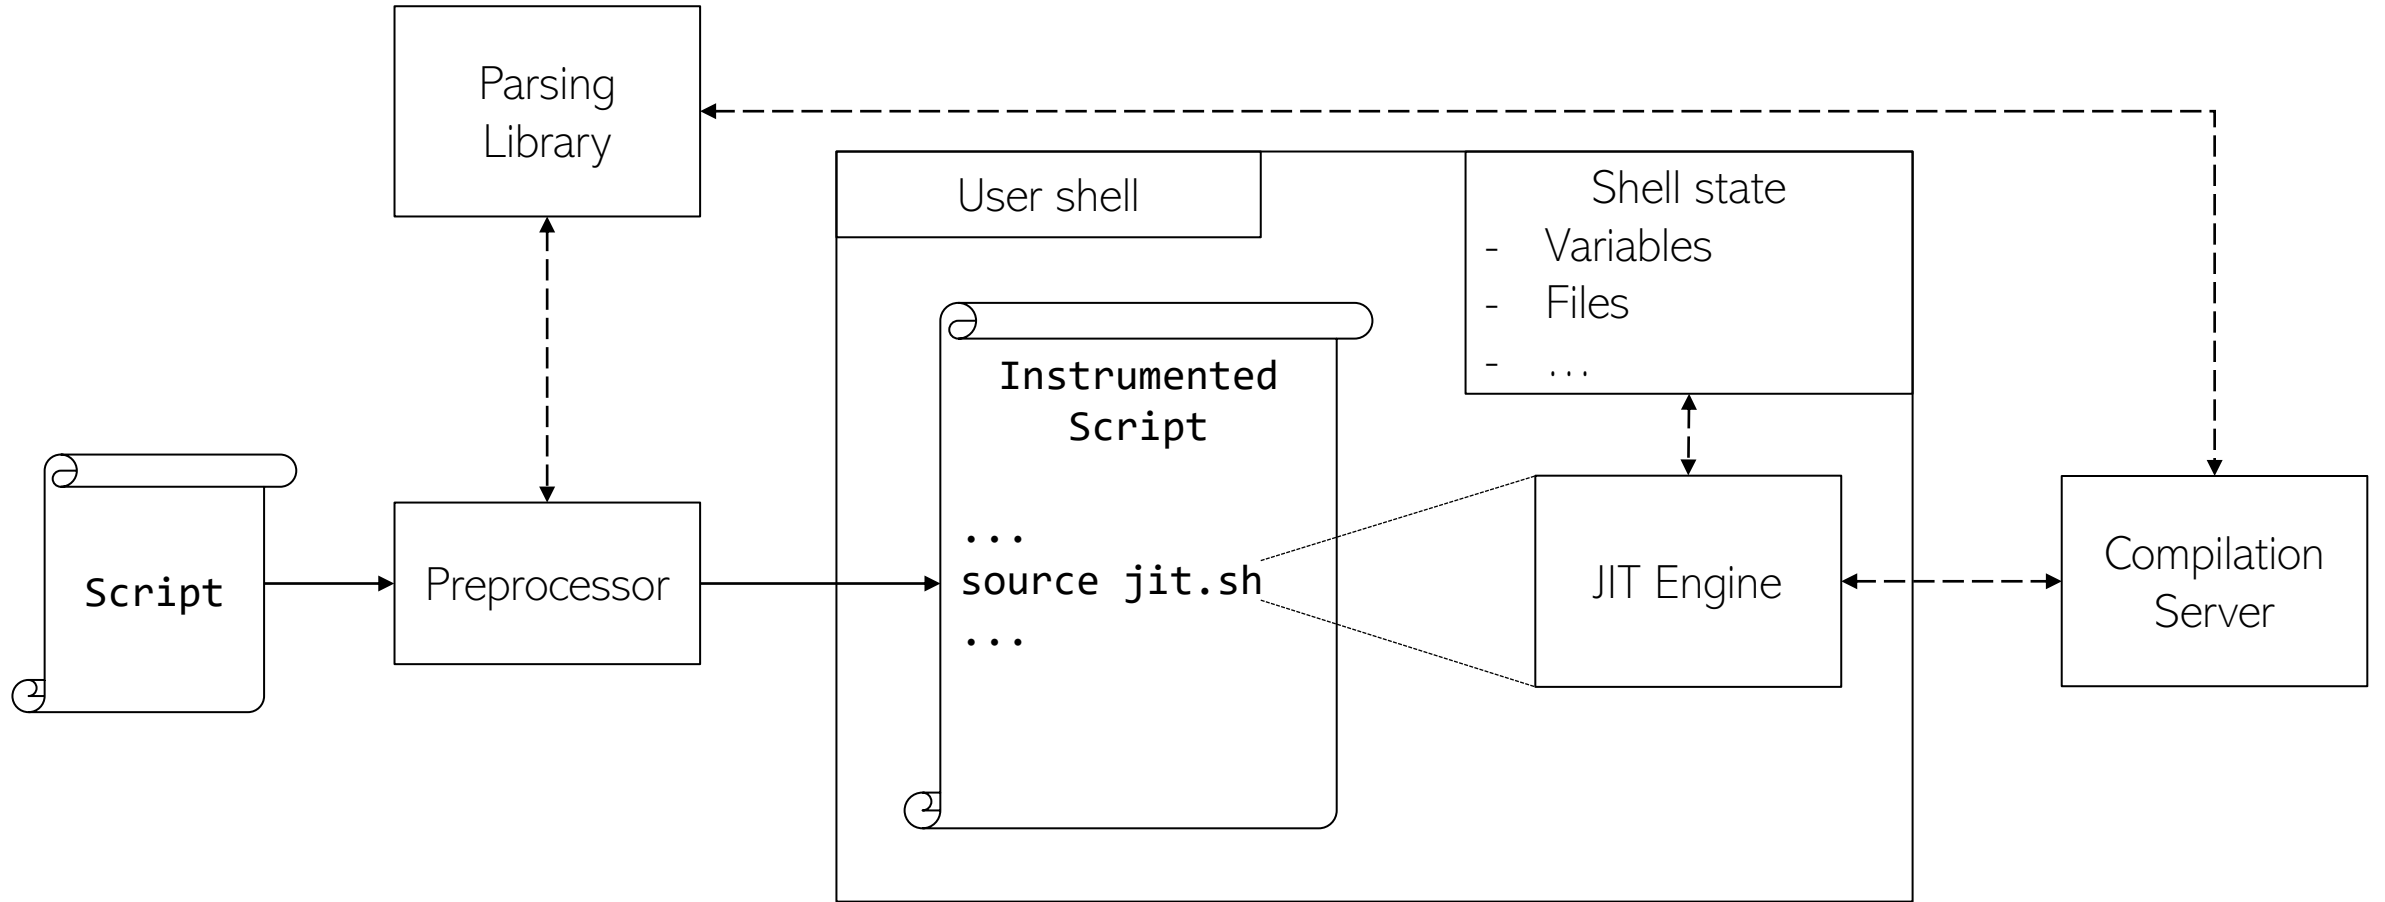 Parsing
Library
User shell
Shell state
- Variables
- Files
- ...
Instrumented
Script
...
source jit.sh
...
Script
Preprocessor
JIT Engine
Compilation
Server